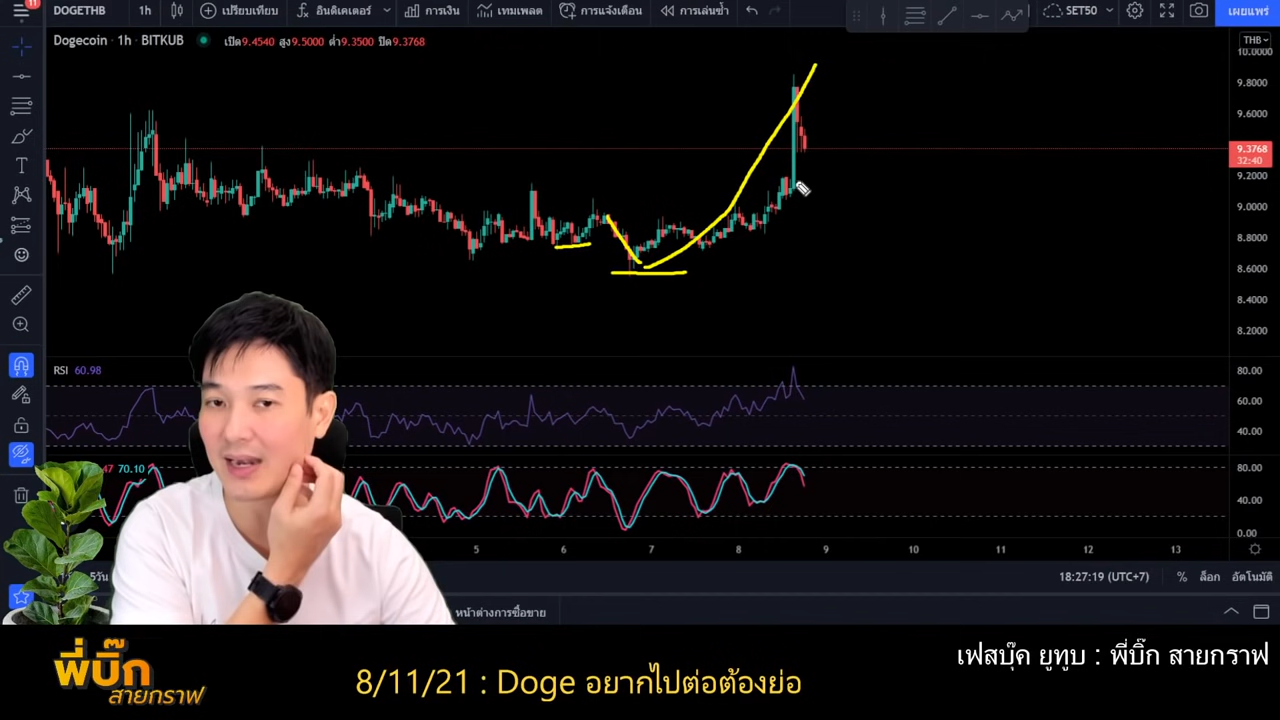 11
DOGETHB 1h เปรียบเทียบ อินดิเคเตอร์ การเงิน เทมเพลต การแจ้งเตือน การเล่นซ้ำ SET50 เผยแพร่
Dogecoin · 1h · BITKUB เปิด9.4540 สูง9.5000 ต่ำ9.3500 ปิด9.3768
THB
10.0000
9.8000
9.6000
9.3768
32:40
9.2000
9.0000
8.8000
8.6000
8.4000
8.2000
RSI 60.98
80.00
60.00
40.00
47 70.10
80.00
40.00
0.00
5 6 7 8 9 10 11 12 13
5วัน 18:27:19 (UTC+7) % ล็อก อัตโนมัติ
หน้าต่างการซื้อขาย
พี่บิ๊ก
สายกราฟ
8/11/21 : Doge อยากไปต่อต้องย่อ
เฟสบุ๊ค ยูทูบ : พี่บิ๊ก สายกราฟ